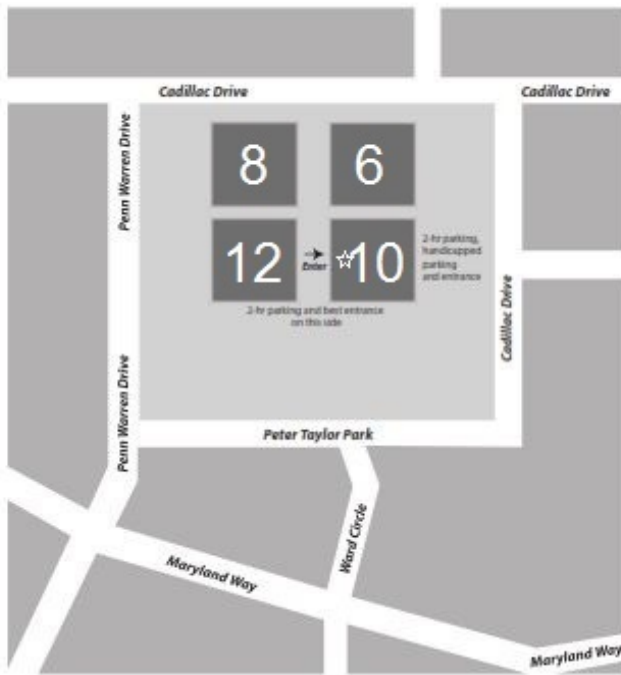 Cadillac Drive
Cadillac Drive
Penn Warren Drive
8
6
12
Enter
10
2-hr parking,
handicapped
parking
and entrance
2-hr parking and best entrance
on this side
Cadillac Drive
Penn Warren Drive
Peter Taylor Park
Ward Circle
Maryland Way
Maryland Way